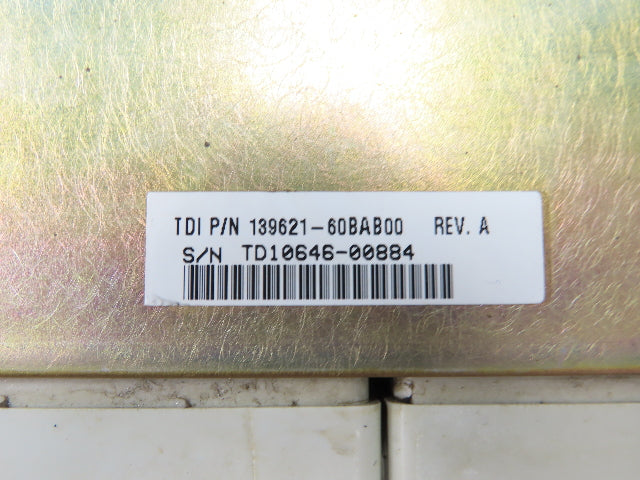 TDI P/N 139621-60BAB00 REV. A
S/N TD10646-00884